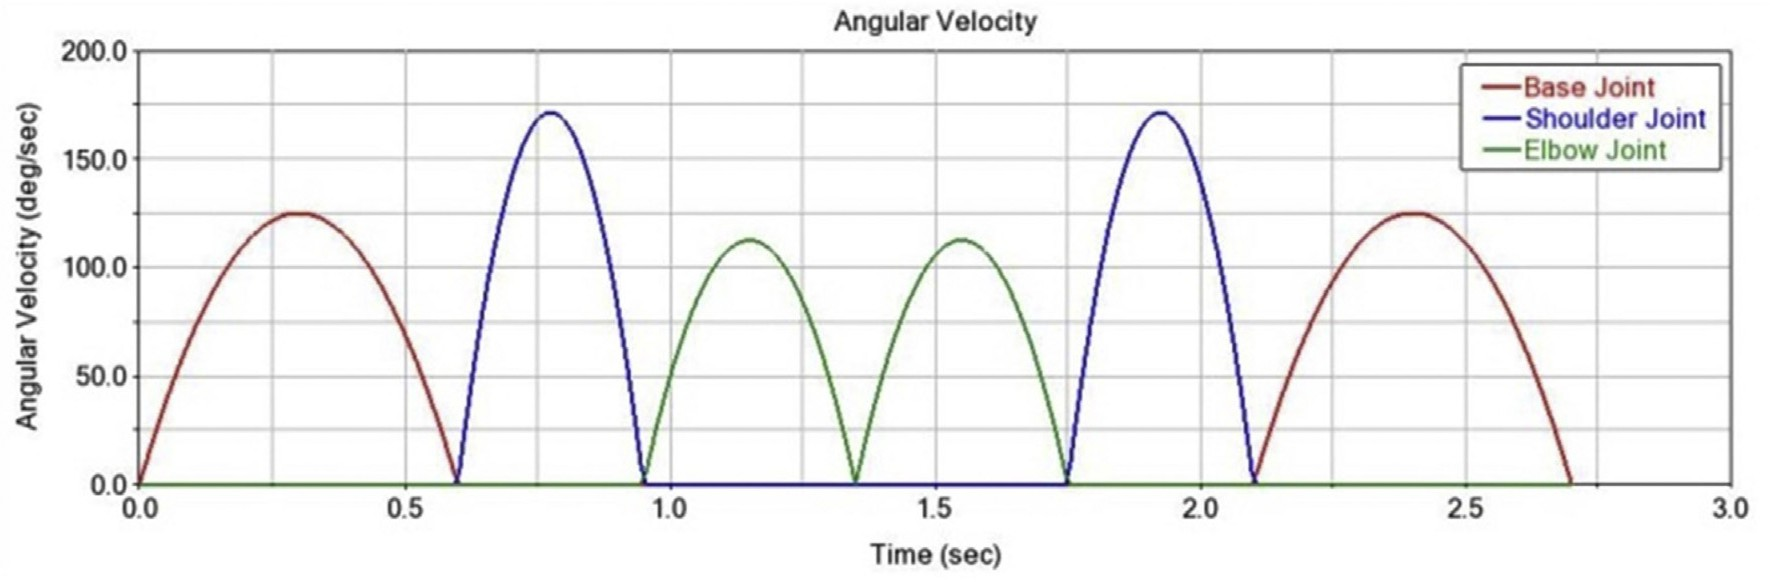 Angular Velocity
200.0
150.0
100.0
50.0
0.0
Angular Velocity (deg/sec)
Base Joint
Shoulder Joint
Elbow Joint
0.0 0.5 1.0 1.5 2.0 2.5 3.0
Time (sec)